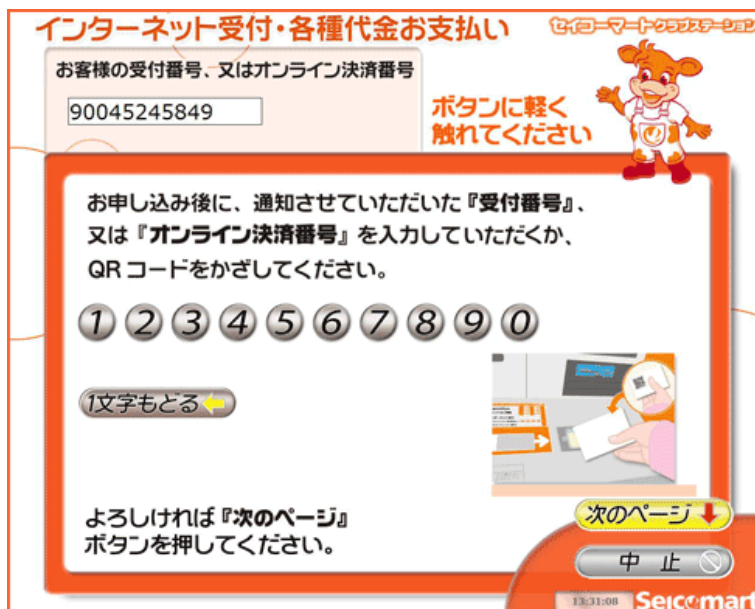 インターネット受付・各種代金お支払い
セイコーマートクラブステーション
お客様の受付番号、又はオンライン決済番号
90045245849
ボタンに軽く
触れてください
お申し込み後に、通知させていただいた『受付番号』、
又は『オンライン決済番号』を入力していただくか、
QRコードをかざしてください。
1 2 3 4 5 6 7 8 9 0
1文字もどる
よろしければ『次のページ』
ボタンを押してください。
次のページ
中 止
13:31:08
Seicomart